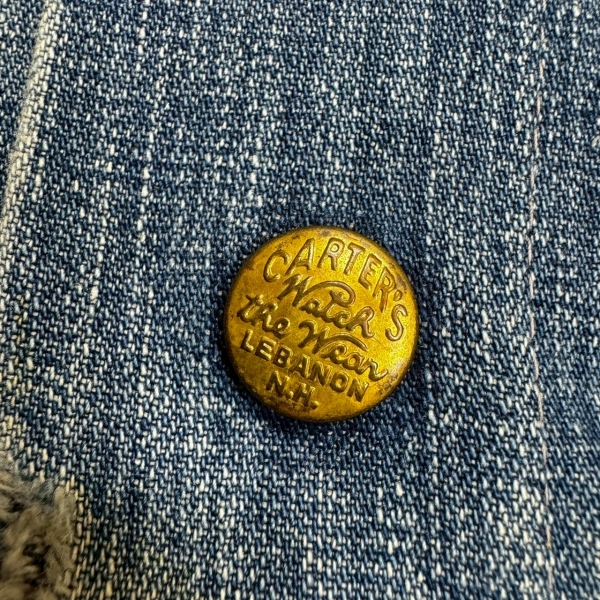 CARTER'S
Watch
the Wear
LEBANON
N.H.